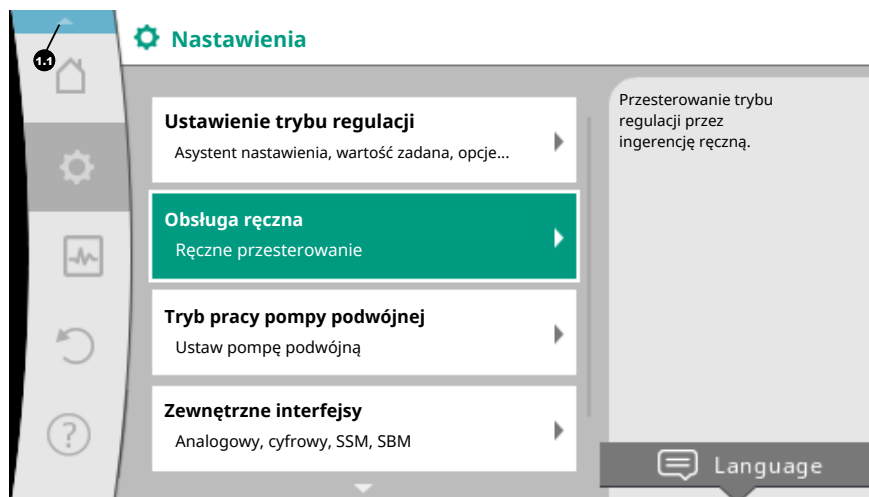 1.1
Nastawienia
Ustawienie trybu regulacji
Asystent nastawienia, wartość zadana, opcje...
Obsługa ręczna
Ręczne przesterowanie
Tryb pracy pompy podwójnej
Ustaw pompę podwójną
Zewnętrzne interfejsy
Analogowy, cyfrowy, SSM, SBM
Przesterowanie trybu
regulacji przez
ingerencję ręczną.
?
Language